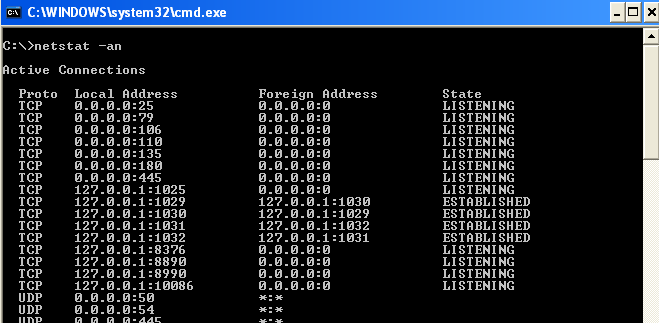 C:\WINDOWS\system32\cmd.exe
C:\>netstat -an
Active Connections
Proto  Local Address          Foreign Address        State
TCP    0.0.0.0:25             0.0.0.0:0              LISTENING
TCP    0.0.0.0:79             0.0.0.0:0              LISTENING
TCP    0.0.0.0:106            0.0.0.0:0              LISTENING
TCP    0.0.0.0:110            0.0.0.0:0              LISTENING
TCP    0.0.0.0:135            0.0.0.0:0              LISTENING
TCP    0.0.0.0:180            0.0.0.0:0              LISTENING
TCP    0.0.0.0:445            0.0.0.0:0              LISTENING
TCP    127.0.0.1:1025         0.0.0.0:0              LISTENING
TCP    127.0.0.1:1029         127.0.0.1:1030         ESTABLISHED
TCP    127.0.0.1:1030         127.0.0.1:1029         ESTABLISHED
TCP    127.0.0.1:1031         127.0.0.1:1032         ESTABLISHED
TCP    127.0.0.1:1032         127.0.0.1:1031         ESTABLISHED
TCP    127.0.0.1:8376         0.0.0.0:0              LISTENING
TCP    127.0.0.1:8890         0.0.0.0:0              LISTENING
TCP    127.0.0.1:8990         0.0.0.0:0              LISTENING
TCP    127.0.0.1:10086        0.0.0.0:0              LISTENING
UDP    0.0.0.0:50             *:*
UDP    0.0.0.0:54             *:*
UDP    0.0.0.0:445            *:*